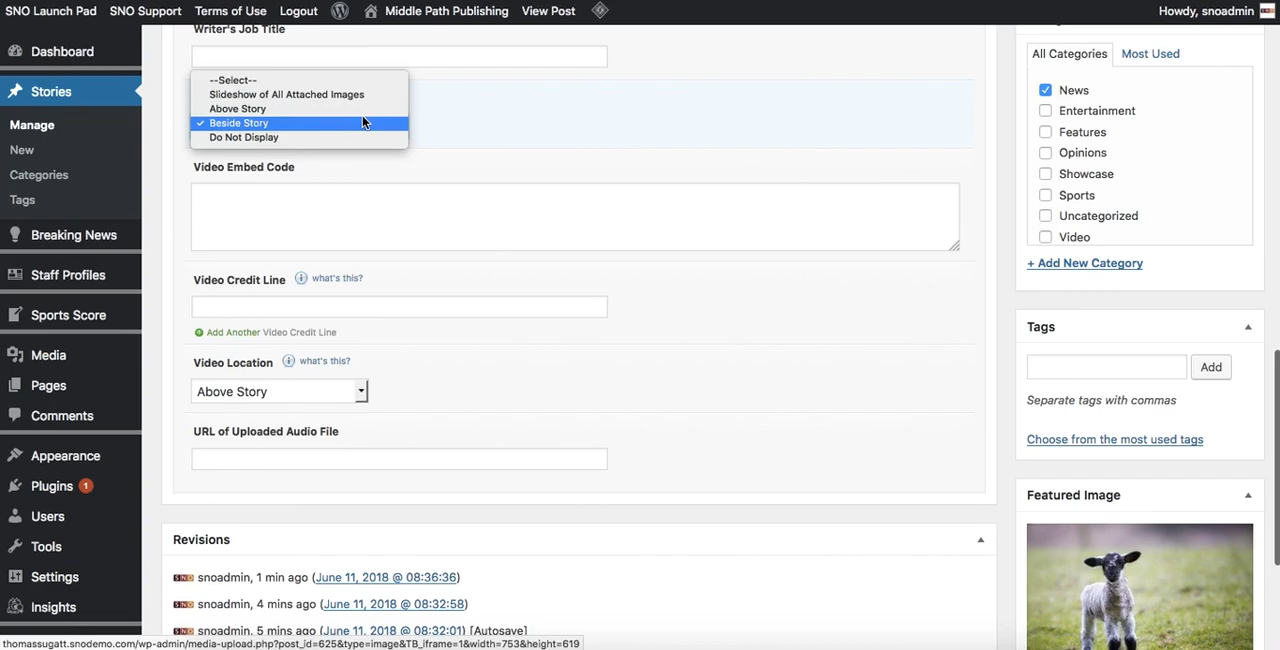 SNO Launch Pad SNO Support Terms of Use Logout Middle Path Publishing View Post Howdy, snoadmin
Dashboard
Stories
Manage
New
Categories
Tags
Breaking News
Staff Profiles
Sports Score
Media
Pages
Comments
Appearance
Plugins 1
Users
Tools
Settings
Insights
Writer's Job Title
--Select--
Slideshow of All Attached Images
Above Story
✓ Beside Story
Do Not Display
Video Embed Code
Video Credit Line what's this?
Add Another Video Credit Line
Video Location what's this?
Above Story
URL of Uploaded Audio File
Revisions
SNO snoadmin, 1 min ago (June 11, 2018 @ 08:36:36)
SNO snoadmin, 4 mins ago (June 11, 2018 @ 08:32:58)
SNO snoadmin, 5 mins ago (June 11, 2018 @ 08:32:01) [Autosave]
All Categories Most Used
News
Entertainment
Features
Opinions
Showcase
Sports
Uncategorized
Video
+ Add New Category
Tags
Add
Separate tags with commas
Choose from the most used tags
Featured Image
thomassugatt.snodemo.com/wp-admin/media-upload.php?post_id=625&type=image&TB_iframe=1&width=753&height=619